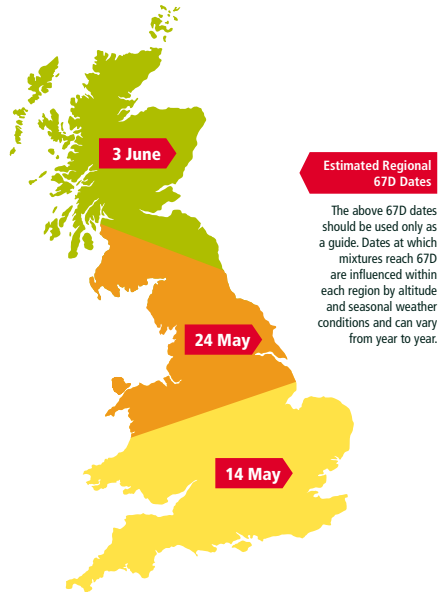 3 June
Estimated Regional
67D Dates
The above 67D dates
should be used only as
a guide. Dates at which
mixtures reach 67D
are influenced within
each region by altitude
and seasonal weather
conditions and can vary
from year to year.
24 May
14 May